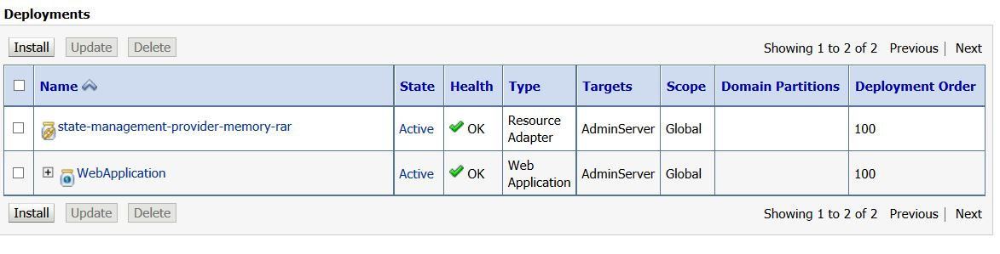 Deployments
Install Update Delete Showing 1 to 2 of 2 Previous | Next
Name State Health Type Targets Scope Domain Partitions Deployment Order
state-management-provider-memory-rar Active OK Resource Adapter AdminServer Global 100
WebApplication Active OK Web Application AdminServer Global 100
Install Update Delete Showing 1 to 2 of 2 Previous | Next